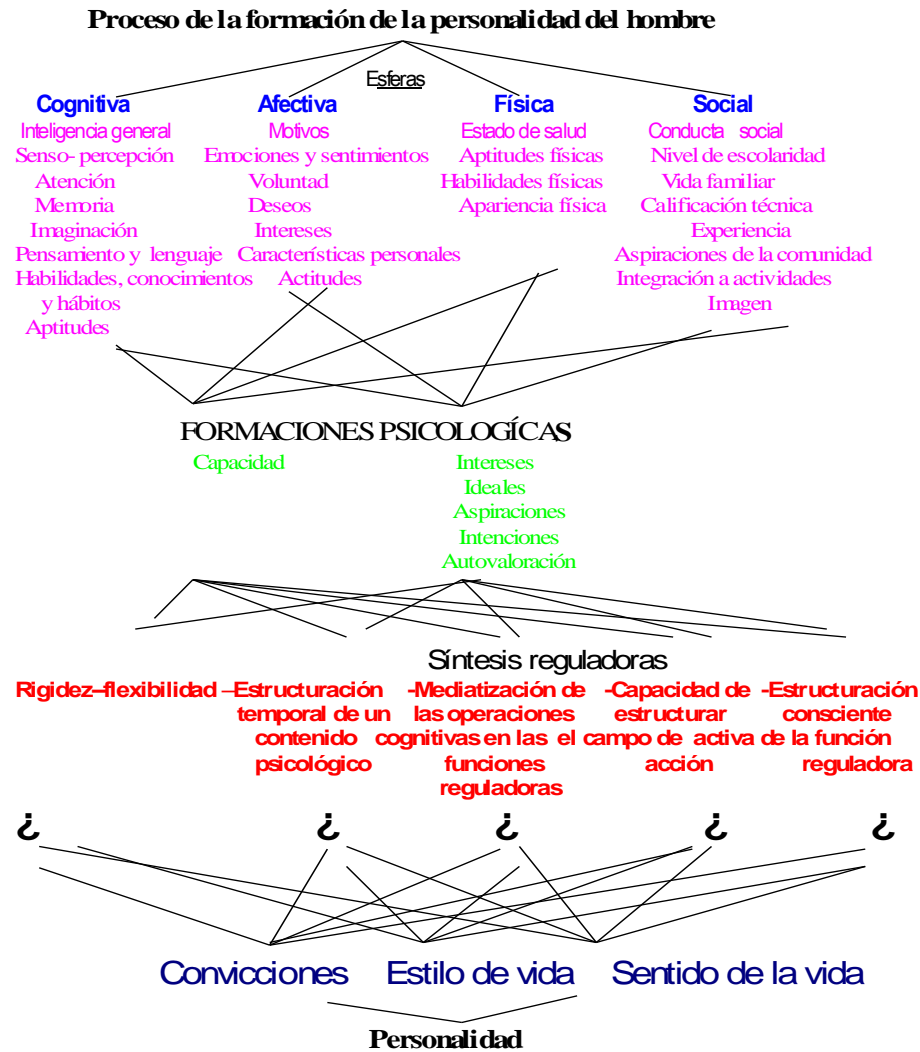 Proceso de la formación de la personalidad del hombre
Esferas
Cognitiva
Inteligencia general
Senso- percepción
Atención
Memoria
Imaginación
Pensamiento y lenguaje
Habilidades, conocimientos
y hábitos
Aptitudes
Afectiva
Motivos
Emociones y sentimientos
Voluntad
Deseos
Intereses
Características personales
Actitudes
Física
Estado de salud
Aptitudes físicas
Habilidades físicas
Apariencia física
Social
Conducta social
Nivel de escolaridad
Vida familiar
Calificación técnica
Experiencia
Aspiraciones de la comunidad
Integración a actividades
Imagen
FORMACIONES PSICOLOGÍCAS
Capacidad
Intereses
Ideales
Aspiraciones
Intenciones
Autovaloración
Síntesis reguladoras
Rigidez–flexibilidad –Estructuración -Mediatización de -Capacidad de -Estructuración
temporal de un las operaciones estructurar consciente
contenido cognitivas en las el campo de activa de la función
psicológico funciones acción reguladora
reguladoras
¿ ¿ ¿ ¿ ¿
Convicciones Estilo de vida Sentido de la vida
Personalidad